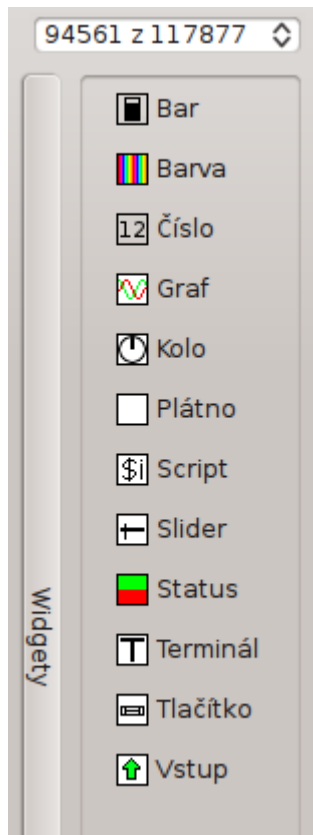 94561 z 117877
Widgety
Bar
Barva
12 Číslo
Graf
Kolo
Plátno
$i Script
Slider
Status
T Terminál
Tlačítko
Vstup